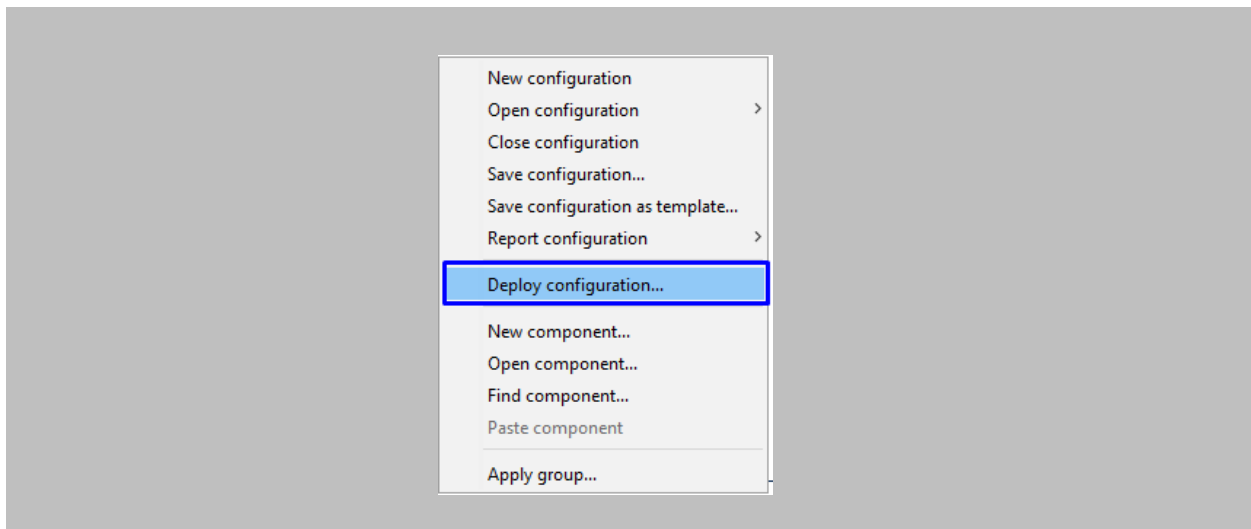 New configuration
Open configuration
Close configuration
Save configuration...
Save configuration as template...
Report configuration
Deploy configuration...
New component...
Open component...
Find component...
Paste component
Apply group...